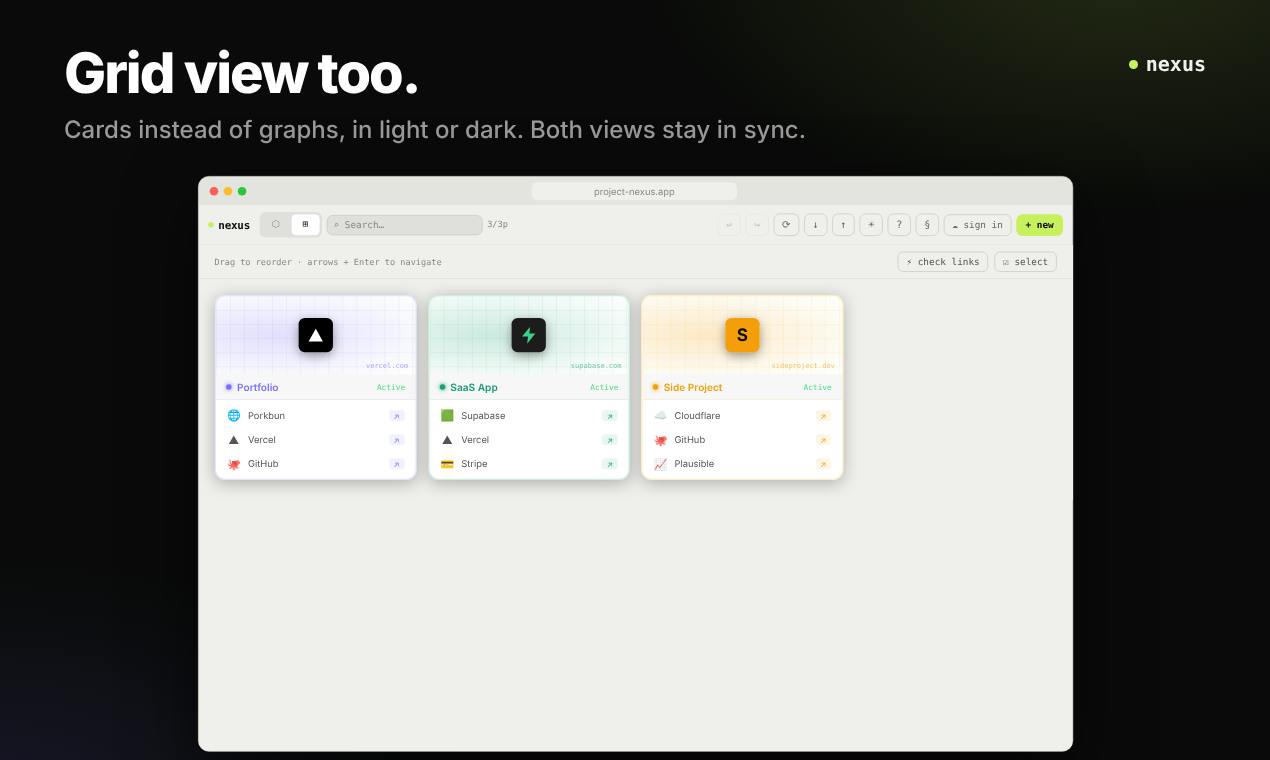 Grid view too.
nexus
Cards instead of graphs, in light or dark. Both views stay in sync.
project-nexus.app
nexus
Search…
3/3p
?
§
sign in
+ new
Drag to reorder · arrows + Enter to navigate
check links
select
vercel.com
Portfolio
Active
Porkbun
Vercel
GitHub
supabase.com
SaaS App
Active
Supabase
Vercel
Stripe
S
sideproject.dev
Side Project
Active
Cloudflare
GitHub
Plausible